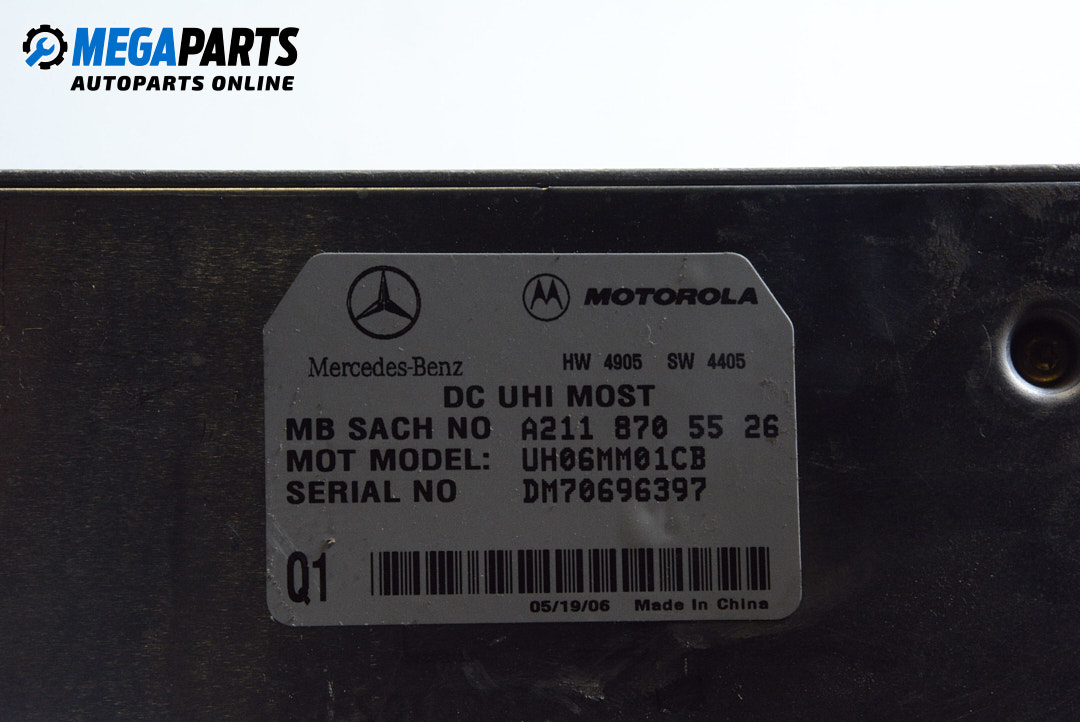 MEGAPARTS
AUTOPARTS ONLINE
MOTOROLA
Mercedes-Benz HW 4905 SW 4405
DC UHI MOST
MB SACH NO A211 870 55 26
MOT MODEL: UH06MM01CB
SERIAL NO DM70696397
Q1
05/19/06 Made In China